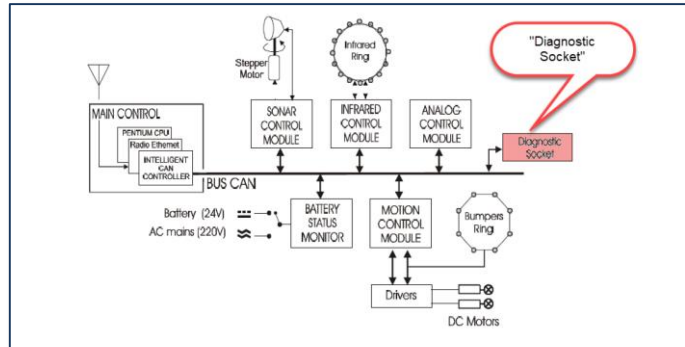 "Diagnostic
Socket"
Stepper
Motor
Infrared
Ring
MAIN CONTROL
PENTIUM CPU
Radio Ethernet
INTELLIGENT
CAN
CONTROLLER
SONAR
CONTROL
MODULE
INFRARED
CONTROL
MODULE
ANALOG
CONTROL
MODULE
Diagnostic
Socket
BUS CAN
Battery (24V)
AC mains (220V)
BATTERY
STATUS
MONITOR
MOTION
CONTROL
MODULE
Bumpers
Ring
Drivers
DC Motors